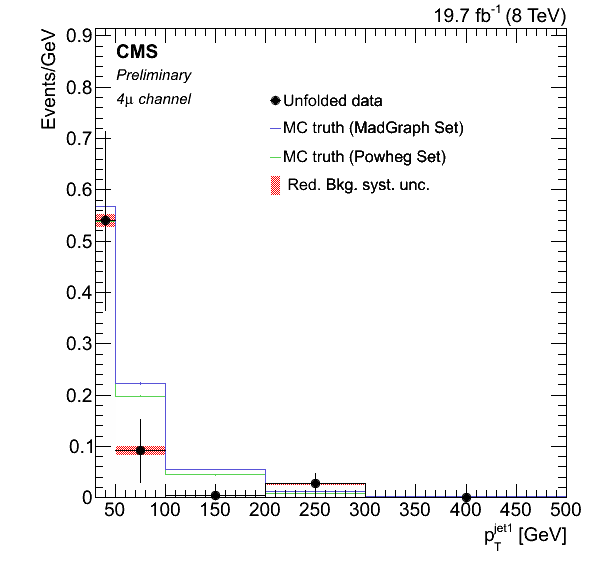 19.7 fb⁻¹ (8 TeV)
Events/GeV
CMS
Preliminary
4μ channel
Unfolded data
MC truth (MadGraph Set)
MC truth (Powheg Set)
Red. Bkg. syst. unc.
0.9
0.8
0.7
0.6
0.5
0.4
0.3
0.2
0.1
0
50 100 150 200 250 300 350 400 450 500
p_T^jet1 [GeV]